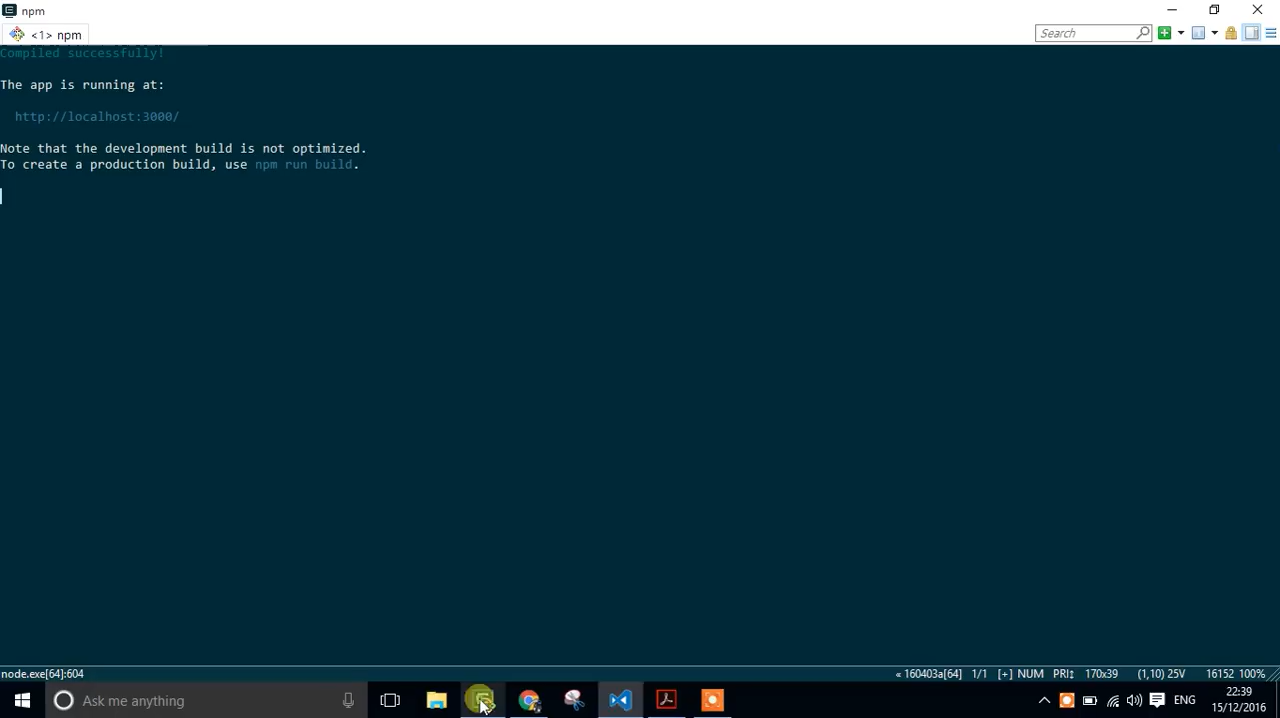 npm
<1> npm
Search
Compiled successfully!
The app is running at:
http://localhost:3000/
Note that the development build is not optimized.
To create a production build, use npm run build.
node.exe[64]:604
« 160403a[64] 1/1 [+] NUM PRI↕ 170x39 (1,10) 25V 16152 100%
Ask me anything
ENG
22:39
15/12/2016